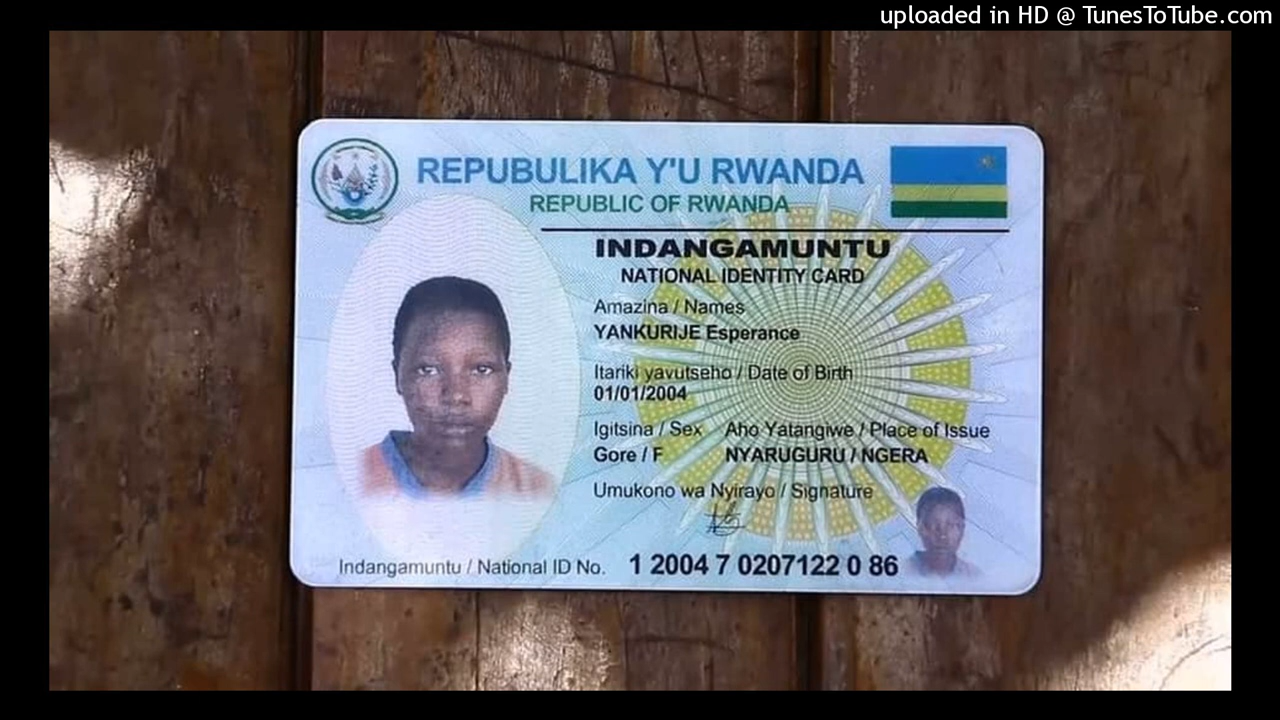 uploaded in HD @ TunesToTube.com
REPUBULIKA Y'U RWANDA
REPUBLIC OF RWANDA
INDANGAMUNTU
NATIONAL IDENTITY CARD
Amazina / Names
YANKURIJE Esperance
Itariki yavutseho / Date of Birth
01/01/2004
Igitsina / Sex Aho Yatangiwe / Place of Issue
Gore / F NYARUGURU / NGERA
Umukono wa Nyirayo / Signature
Indangamuntu / National ID No. 1 2004 7 0207122 0 86